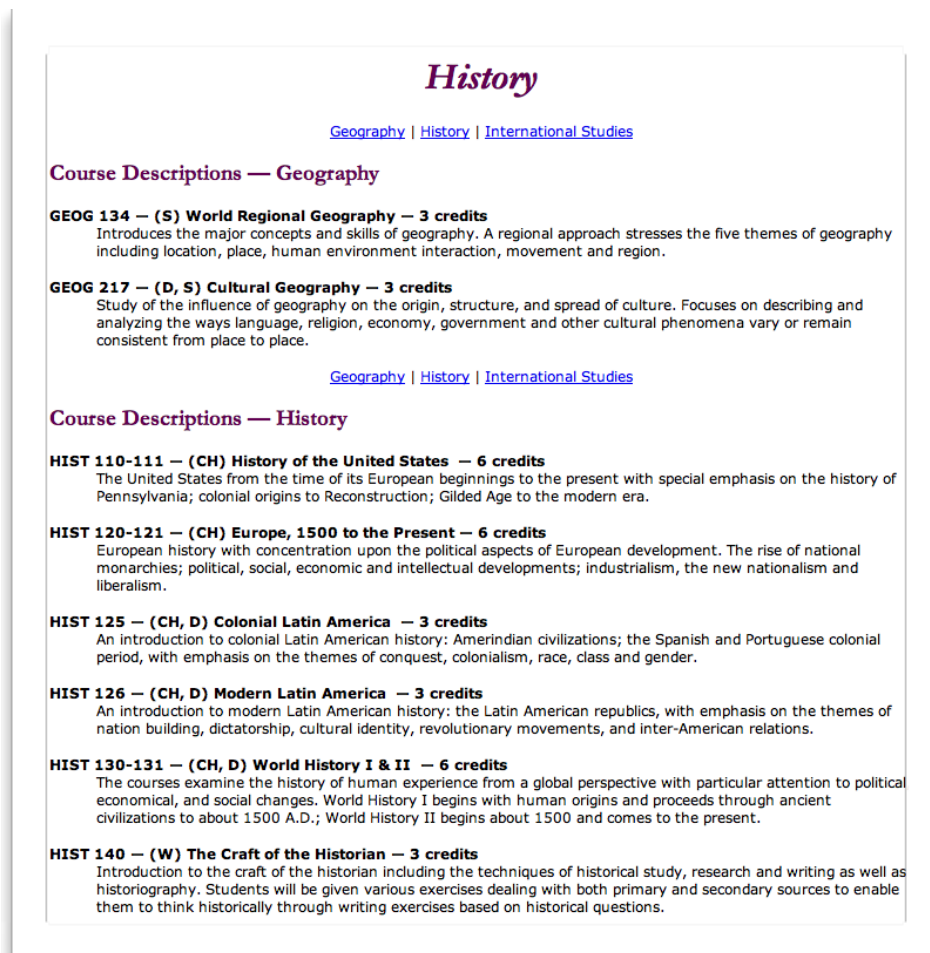 History
Geography | History | International Studies
Course Descriptions — Geography
GEOG 134 — (S) World Regional Geography — 3 credits
Introduces the major concepts and skills of geography. A regional approach stresses the five themes of geography
including location, place, human environment interaction, movement and region.
GEOG 217 — (D, S) Cultural Geography — 3 credits
Study of the influence of geography on the origin, structure, and spread of culture. Focuses on describing and
analyzing the ways language, religion, economy, government and other cultural phenomena vary or remain
consistent from place to place.
Geography | History | International Studies
Course Descriptions — History
HIST 110-111 — (CH) History of the United States — 6 credits
The United States from the time of its European beginnings to the present with special emphasis on the history of
Pennsylvania; colonial origins to Reconstruction; Gilded Age to the modern era.
HIST 120-121 — (CH) Europe, 1500 to the Present — 6 credits
European history with concentration upon the political aspects of European development. The rise of national
monarchies; political, social, economic and intellectual developments; industrialism, the new nationalism and
liberalism.
HIST 125 — (CH, D) Colonial Latin America — 3 credits
An introduction to colonial Latin American history: Amerindian civilizations; the Spanish and Portuguese colonial
period, with emphasis on the themes of conquest, colonialism, race, class and gender.
HIST 126 — (CH, D) Modern Latin America — 3 credits
An introduction to modern Latin American history: the Latin American republics, with emphasis on the themes of
nation building, dictatorship, cultural identity, revolutionary movements, and inter-American relations.
HIST 130-131 — (CH, D) World History I & II — 6 credits
The courses examine the history of human experience from a global perspective with particular attention to political
economical, and social changes. World History I begins with human origins and proceeds through ancient
civilizations to about 1500 A.D.; World History II begins about 1500 and comes to the present.
HIST 140 — (W) The Craft of the Historian — 3 credits
Introduction to the craft of the historian including the techniques of historical study, research and writing as well as
historiography. Students will be given various exercises dealing with both primary and secondary sources to enable
them to think historically through writing exercises based on historical questions.